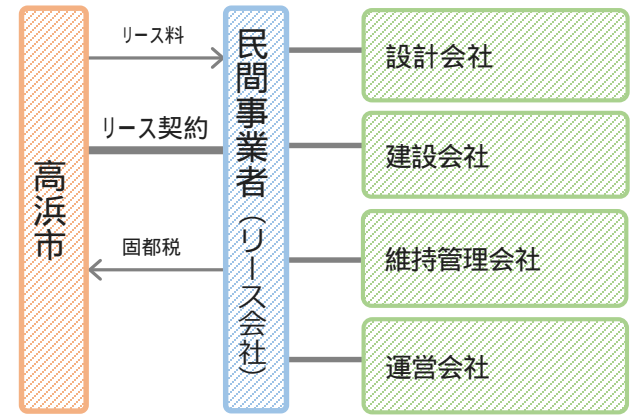 高浜市
リース料
リース契約
固都税
民間事業者(リース会社)
設計会社
建設会社
維持管理会社
運営会社